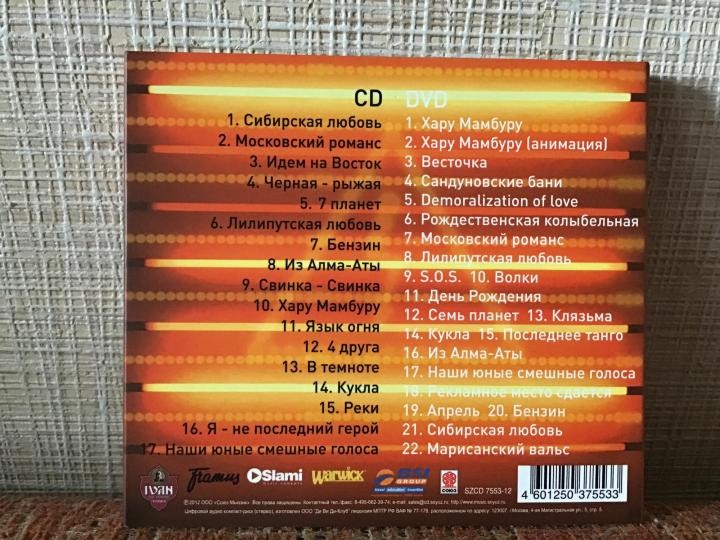 CD
1. Сибирская любовь
2. Московский романс
3. Идем на Восток
4. Черная - рыжая
5. 7 планет
6. Лилипутская любовь
7. Бензин
8. Из Алма-Аты
9. Свинка - Свинка
10. Хару Мамбуру
11. Язык огня
12. 4 друга
13. В темноте
14. Кукла
15. Реки
16. Я - не последний герой
17. Наши юные смешные голоса
DVD
1. Хару Мамбуру
2. Хару Мамбуру (анимация)
3. Весточка
4. Сандуновские бани
5. Demoralization of love
6. Рождественская колыбельная
7. Московский романс
8. Лилипутская любовь
9. S.O.S. 10. Волки
11. День Рождения
12. Семь планет 13. Клязьма
14. Кукла 15. Последнее танго
16. Из Алма-Аты
17. Наши юные смешные голоса
18. Рекламное место сдается
19. Апрель 20. Бензин
21. Сибирская любовь
22. Марисанский вальс
Framus Slami Warwick BSI GROUP СОЮЗ SZCD 7553-12
4 601250 375533